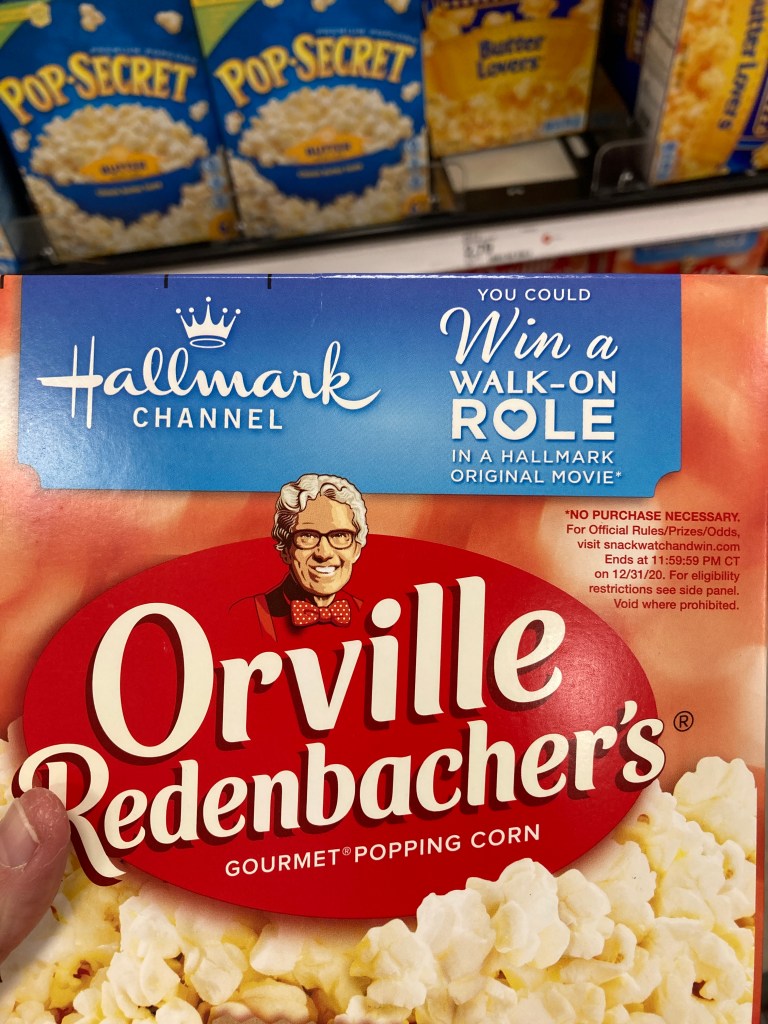 POP·SECRET
BUTTER
POP·SECRET
BUTTER
Butter
Lovers
Butter Lover's
Hallmark
CHANNEL
YOU COULD
Win a
WALK-ON
ROLE
IN A HALLMARK
ORIGINAL MOVIE*
*NO PURCHASE NECESSARY.
For Official Rules/Prizes/Odds,
visit snackwatchandwin.com
Ends at 11:59:59 PM CT
on 12/31/20. For eligibility
restrictions see side panel.
Void where prohibited.
Orville
Redenbacher's®
GOURMET® POPPING CORN